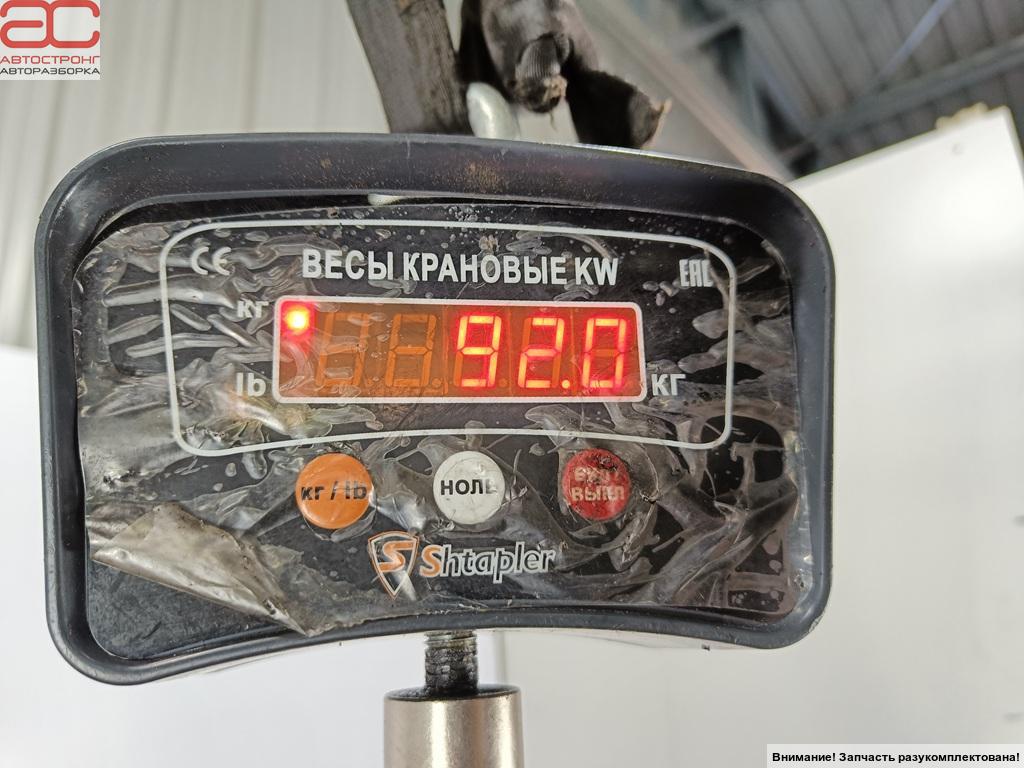 ac
АВТОСТРОНГ
АВТОРАЗБОРКА
CE
ВЕСЫ КРАНОВЫЕ KW
EAC
кг
92.0
lb
кг
кг / lb
НОЛЬ
ВКЛ /
ВЫКЛ
S Shtapler
Внимание! Запчасть разукомплектована!